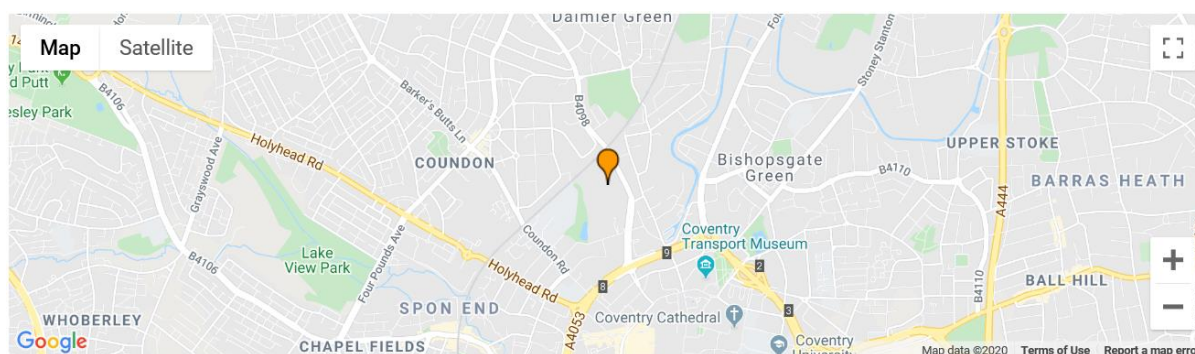 Daimler Green
Map Satellite
B4106
esley Park
Grayswood Ave
Holyhead Rd
Barker's Butts Ln
COUNDON
B4098
Stoney Stanton
Bishopsgate
Green
B4110
UPPER STOKE
BARRAS HEATH
A444
Lake
View Park
Four Pounds Ave
Coundon Rd
Holyhead Rd
Coventry
Transport Museum
9
8
2
3
B4106
SPON END
A4053
Coventry Cathedral
B4110
BALL HILL
WHOBERLEY
CHAPEL FIELDS
Coventry
Google
Map data ©2020 Terms of Use Report a map erro